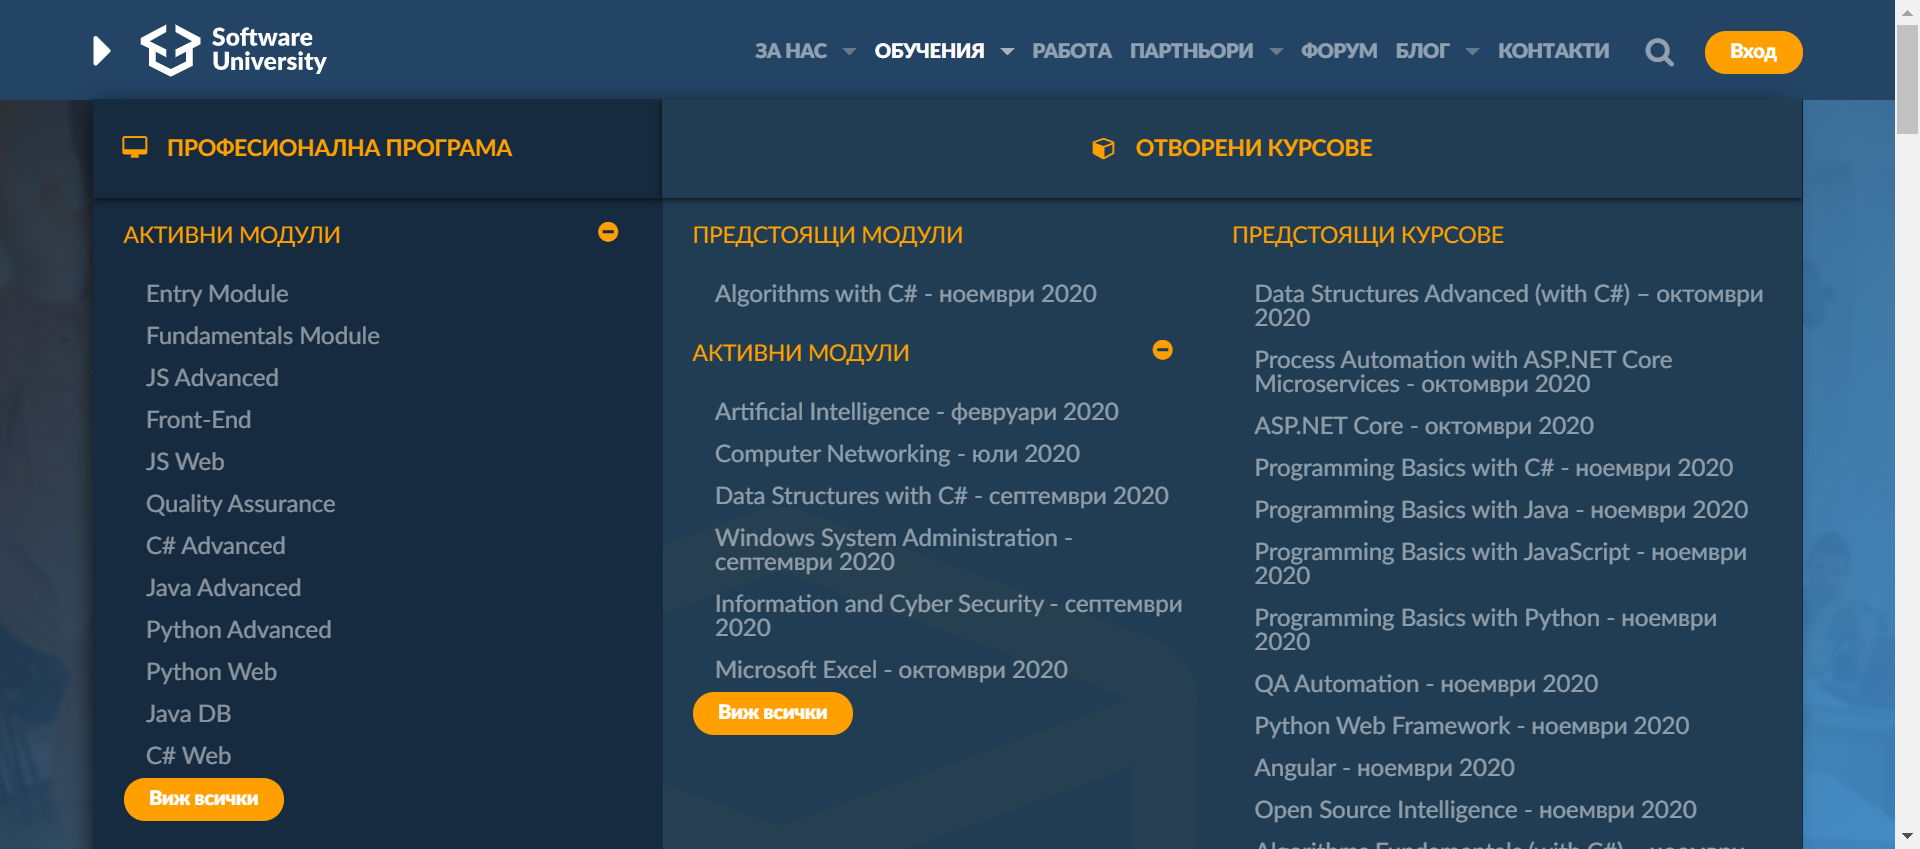 Software
University
ЗА НАС
ОБУЧЕНИЯ
РАБОТА
ПАРТНЬОРИ
ФОРУМ
БЛОГ
КОНТАКТИ
Вход
ПРОФЕСИОНАЛНА ПРОГРАМА
ОТВОРЕНИ КУРСОВЕ
АКТИВНИ МОДУЛИ
Entry Module
Fundamentals Module
JS Advanced
Front-End
JS Web
Quality Assurance
C# Advanced
Java Advanced
Python Advanced
Python Web
Java DB
C# Web
Виж всички
ПРЕДСТОЯЩИ МОДУЛИ
Algorithms with C# - ноември 2020
АКТИВНИ МОДУЛИ
Artificial Intelligence - февруари 2020
Computer Networking - юли 2020
Data Structures with C# - септември 2020
Windows System Administration -
септември 2020
Information and Cyber Security - септември
2020
Microsoft Excel - октомври 2020
Виж всички
ПРЕДСТОЯЩИ КУРСОВЕ
Data Structures Advanced (with C#) – октомври
2020
Process Automation with ASP.NET Core
Microservices - октомври 2020
ASP.NET Core - октомври 2020
Programming Basics with C# - ноември 2020
Programming Basics with Java - ноември 2020
Programming Basics with JavaScript - ноември
2020
Programming Basics with Python - ноември
2020
QA Automation - ноември 2020
Python Web Framework - ноември 2020
Angular - ноември 2020
Open Source Intelligence - ноември 2020
Algorithms Fundamentals (with C#) – ноември